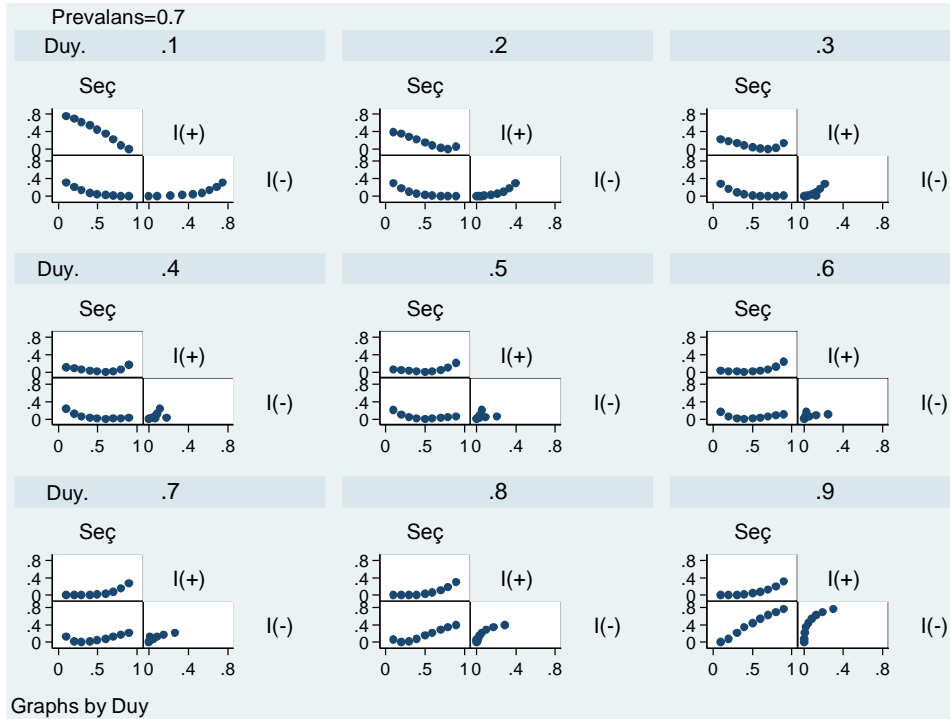 Prevalans=0.7
Duy. .1 .2 .3
Seç Seç Seç
.8 .4 0 I(+) .8 .4 0 I(+) .8 .4 0 I(+)
.8 .4 0 I(-) .8 .4 0 I(-) .8 .4 0 I(-)
0 .5 1 0 .4 .8 0 .5 1 0 .4 .8 0 .5 1 0 .4 .8
Duy. .4 .5 .6
Seç Seç Seç
.8 .4 0 I(+) .8 .4 0 I(+) .8 .4 0 I(+)
.8 .4 0 I(-) .8 .4 0 I(-) .8 .4 0 I(-)
0 .5 1 0 .4 .8 0 .5 1 0 .4 .8 0 .5 1 0 .4 .8
Duy. .7 .8 .9
Seç Seç Seç
.8 .4 0 I(+) .8 .4 0 I(+) .8 .4 0 I(+)
.8 .4 0 I(-) .8 .4 0 I(-) .8 .4 0 I(-)
0 .5 1 0 .4 .8 0 .5 1 0 .4 .8 0 .5 1 0 .4 .8
Graphs by Duy